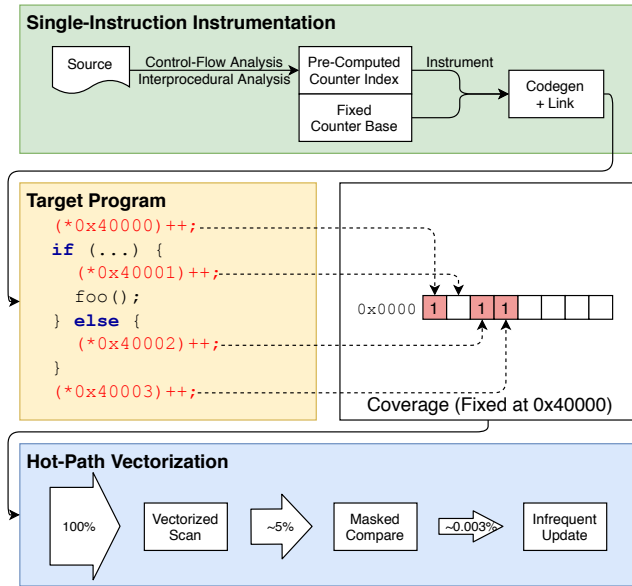 Single-Instruction Instrumentation
Source
Control-Flow Analysis
Interprocedural Analysis
Pre-Computed
Counter Index
Fixed
Counter Base
Instrument
Codegen
+ Link
Target Program
(*0x40000)++;
if (...) {
(*0x40001)++;
foo();
} else {
(*0x40002)++;
}
(*0x40003)++;
0x0000
1
1
1
Coverage (Fixed at 0x40000)
Hot-Path Vectorization
100%
Vectorized
Scan
~5%
Masked
Compare
~0.003%
Infrequent
Update